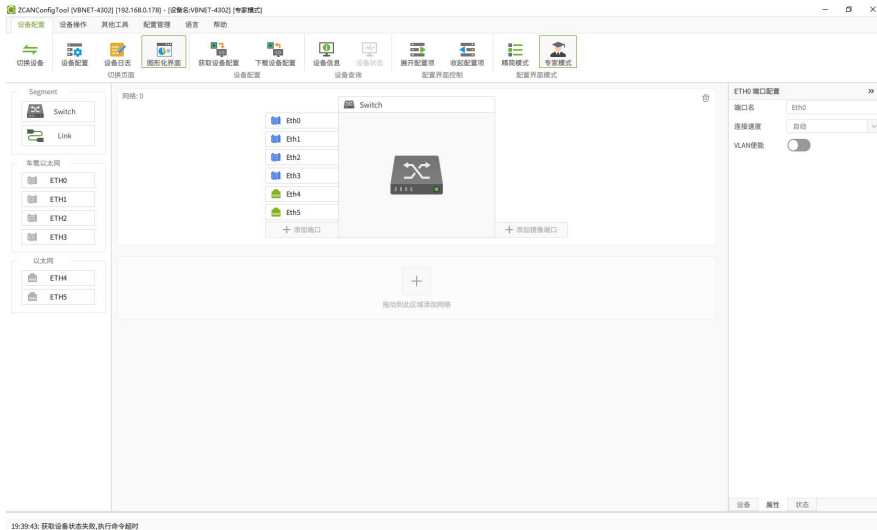 ZCANConfigTool [VBNET-4302] [192.168.0.178] - [设备名:VBNET-4302] [专家模式]
设备配置 设备操作 其他工具 配置管理 语言 帮助
切换设备 设备配置 设备日志 图形化界面 获取设备配置 下载设备配置 设备信息 设备状态 展开配置项 收起配置项 精简模式 专家模式
切换页面 设备配置 设备查询 配置界面控制 配置界面模式
Segment
Switch
Link
车载以太网
ETH0
ETH1
ETH2
ETH3
以太网
ETH4
ETH5
网络: 0
Switch
Eth0
Eth1
Eth2
Eth3
Eth4
Eth5
添加端口
添加镜像端口
拖动到此区域添加网络
ETH0 端口配置 »
端口名 Eth0
连接速度 自动
VLAN使能
设备 属性 状态
19:39:43: 获取设备状态失败,执行命令超时